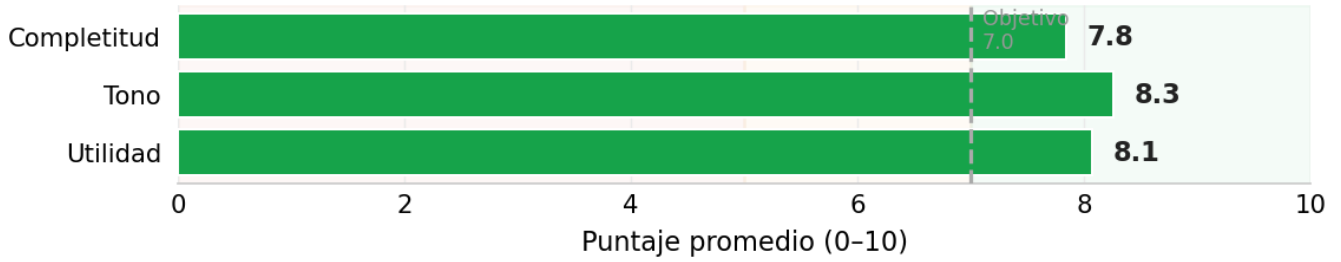 Objetivo
Completitud 7.0 7.8
Tono 8.3
Utilidad 8.1
0 2 4 6 8 10
Puntaje promedio (0–10)